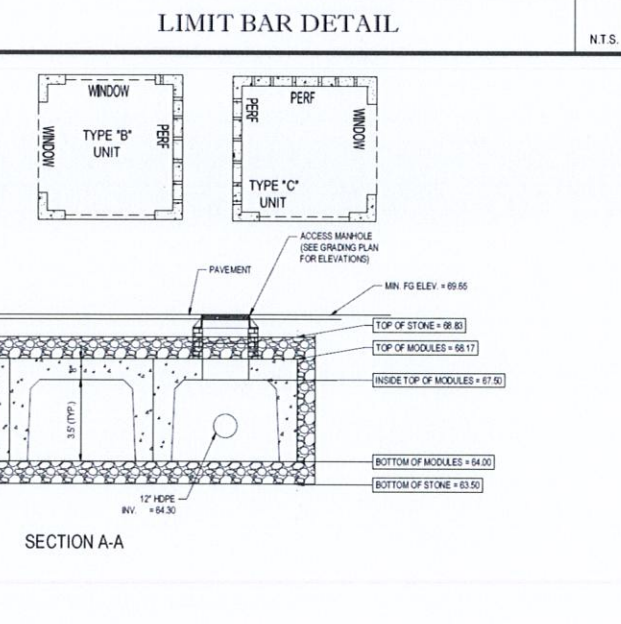 LIMIT BAR DETAIL
N.T.S.
WINDOW
WINDOW
TYPE "B"
UNIT
PERF
PERF
PERF
WINDOW
TYPE "C"
UNIT
ACCESS MANHOLE
(SEE GRADING PLAN
FOR ELEVATIONS)
PAVEMENT
MIN. FG ELEV. = 69.65
TOP OF STONE = 68.83
TOP OF MODULES = 68.17
INSIDE TOP OF MODULES = 67.50
3.5' (TYP.)
BOTTOM OF MODULES = 64.00
BOTTOM OF STONE = 63.50
12" HDPE
INV. = 64.30
SECTION A-A